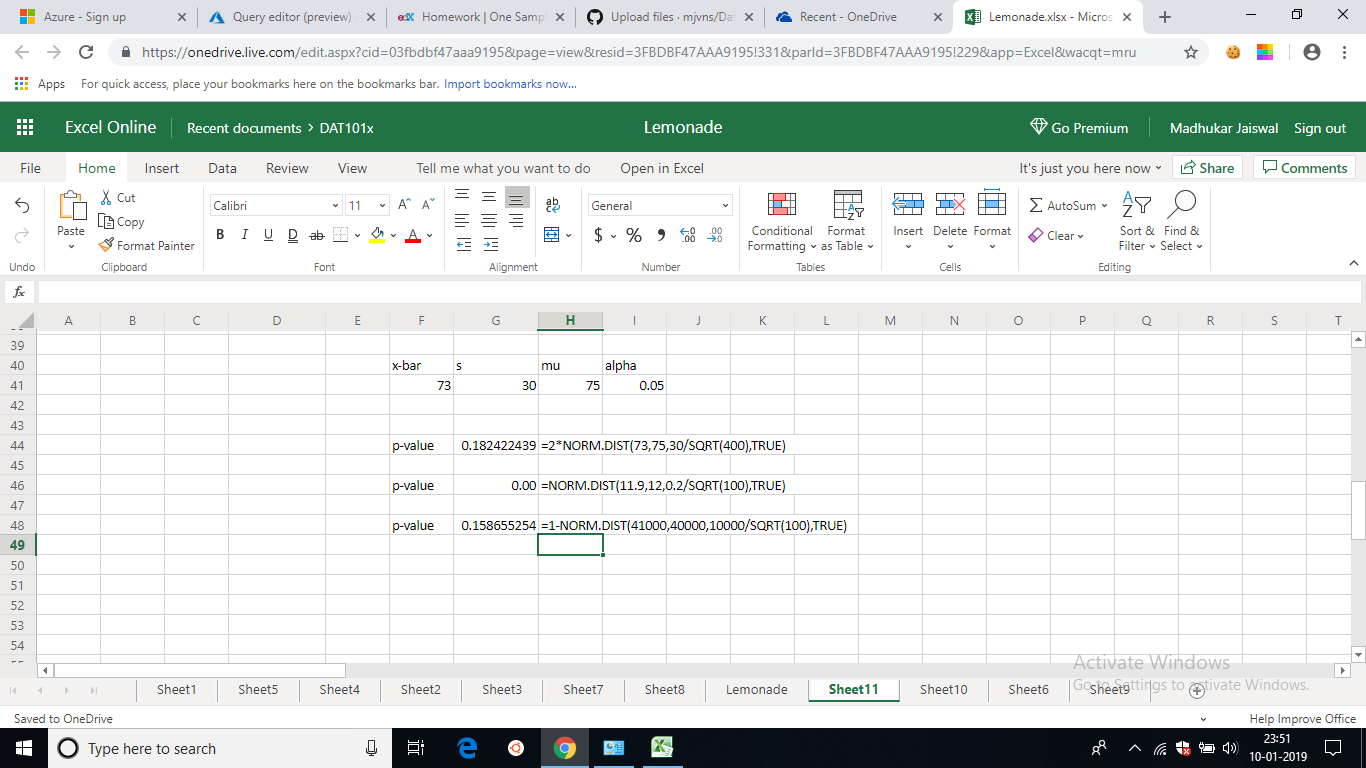 Azure - Sign up
Query editor (preview) -
edX Homework | One Samp
Upload files · mjvns/Dat
Recent - OneDrive
Lemonade.xlsx - Micros
https://onedrive.live.com/edit.aspx?cid=03fbdbf47aaa9195&page=view&resid=3FBDBF47AAA9195!331&parId=3FBDBF47AAA9195!229&app=Excel&wacqt=mru
Apps For quick access, place your bookmarks here on the bookmarks bar. Import bookmarks now...
Excel Online Recent documents > DAT101x Lemonade Go Premium Madhukar Jaiswal Sign out
File Home Insert Data Review View Tell me what you want to do Open in Excel It's just you here now Share Comments
Paste Cut Copy Format Painter
Calibri 11
B I U D ab
ab
General
$ % 9 .00 .0 .00
Conditional Formatting Format as Table
Insert Delete Format
AutoSum Clear
Sort & Filter Find & Select
Undo Clipboard Font Alignment Number Tables Cells Editing
fx
A B C D E F G H I J K L M N O P Q R S T
39
40 x-bar s mu alpha
41 73 30 75 0.05
42
43
44 p-value 0.182422439 =2*NORM.DIST(73,75,30/SQRT(400),TRUE)
45
46 p-value 0.00 =NORM.DIST(11.9,12,0.2/SQRT(100),TRUE)
47
48 p-value 0.158655254 =1-NORM.DIST(41000,40000,10000/SQRT(100),TRUE)
49
50
51
52
53
54
Activate Windows
Go to Settings to activate Windows.
Sheet1 Sheet5 Sheet4 Sheet2 Sheet3 Sheet7 Sheet8 Lemonade Sheet11 Sheet10 Sheet6 Sheet9
Saved to OneDrive Help Improve Office
Type here to search
23:51
10-01-2019